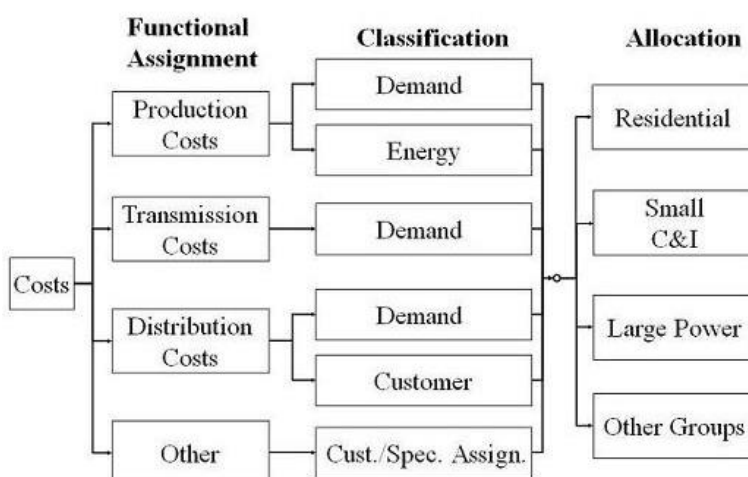 Functional
Assignment
Classification
Allocation
Production
Costs
Demand
Energy
Residential
Transmission
Costs
Demand
Small
C&I
Costs
Distribution
Costs
Demand
Customer
Large Power
Other
Cust./Spec. Assign.
Other Groups